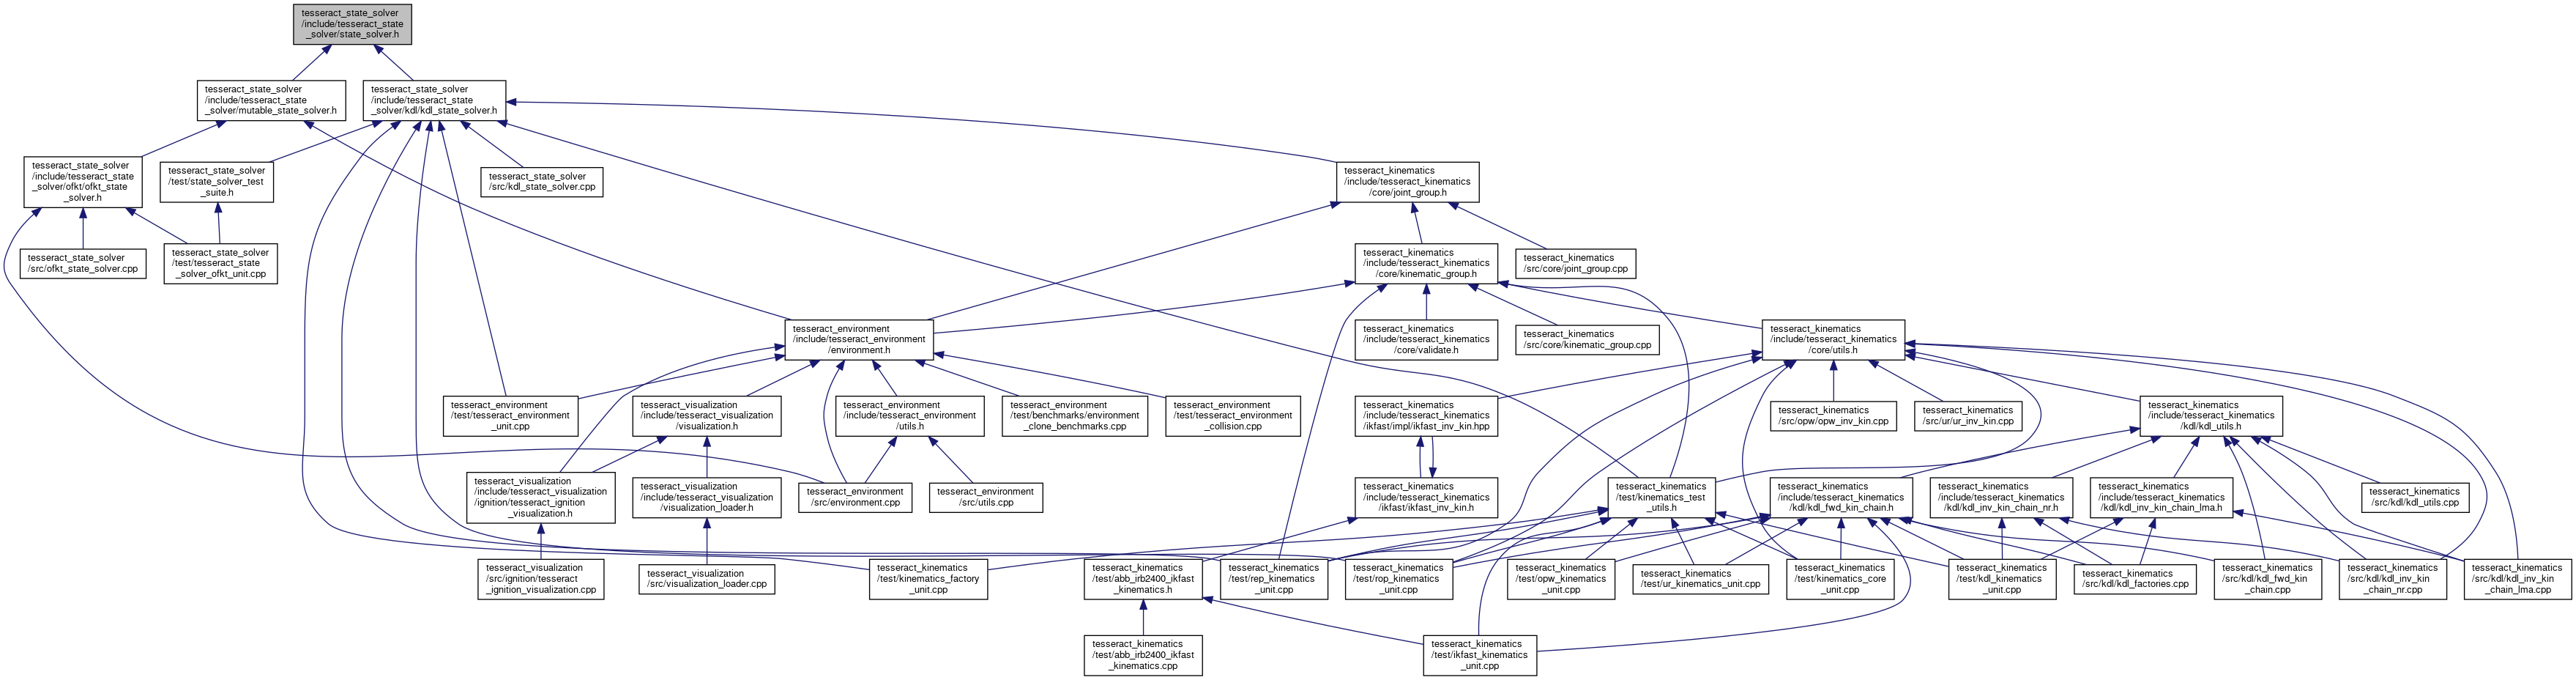 tesseract_state_solver
/include/tesseract_state
_solver/state_solver.h
tesseract_state_solver
/include/tesseract_state
_solver/mutable_state_solver.h
tesseract_state_solver
/include/tesseract_state
_solver/kdl/kdl_state_solver.h
tesseract_state_solver
/include/tesseract_state
_solver/ofkt/ofkt_state
_solver.h
tesseract_state_solver
/test/state_solver_test
_suite.h
tesseract_state_solver
/src/kdl_state_solver.cpp
tesseract_kinematics
/include/tesseract_kinematics
/core/joint_group.h
tesseract_state_solver
/src/ofkt_state_solver.cpp
tesseract_state_solver
/test/tesseract_state
_solver_ofkt_unit.cpp
tesseract_kinematics
/include/tesseract_kinematics
/core/kinematic_group.h
tesseract_kinematics
/src/core/joint_group.cpp
tesseract_environment
/include/tesseract_environment
/environment.h
tesseract_kinematics
/include/tesseract_kinematics
/core/validate.h
tesseract_kinematics
/src/core/kinematic_group.cpp
tesseract_kinematics
/include/tesseract_kinematics
/core/utils.h
tesseract_environment
/test/tesseract_environment
_unit.cpp
tesseract_visualization
/include/tesseract_visualization
/visualization.h
tesseract_environment
/include/tesseract_environment
/utils.h
tesseract_environment
/test/benchmarks/environment
_clone_benchmarks.cpp
tesseract_environment
/test/tesseract_environment
_collision.cpp
tesseract_kinematics
/include/tesseract_kinematics
/ikfast/impl/ikfast_inv_kin.hpp
tesseract_kinematics
/src/opw/opw_inv_kin.cpp
tesseract_kinematics
/src/ur/ur_inv_kin.cpp
tesseract_kinematics
/include/tesseract_kinematics
/kdl/kdl_utils.h
tesseract_visualization
/include/tesseract_visualization
/ignition/tesseract_ignition
_visualization.h
tesseract_visualization
/include/tesseract_visualization
/visualization_loader.h
tesseract_environment
/src/environment.cpp
tesseract_environment
/src/utils.cpp
tesseract_kinematics
/include/tesseract_kinematics
/ikfast/ikfast_inv_kin.h
tesseract_kinematics
/test/kinematics_test
_utils.h
tesseract_kinematics
/include/tesseract_kinematics
/kdl/kdl_fwd_kin_chain.h
tesseract_kinematics
/include/tesseract_kinematics
/kdl/kdl_inv_kin_chain_nr.h
tesseract_kinematics
/include/tesseract_kinematics
/kdl/kdl_inv_kin_chain_lma.h
tesseract_kinematics
/src/kdl/kdl_utils.cpp
tesseract_visualization
/src/ignition/tesseract
_ignition_visualization.cpp
tesseract_visualization
/src/visualization_loader.cpp
tesseract_kinematics
/test/kinematics_factory
_unit.cpp
tesseract_kinematics
/test/abb_irb2400_ikfast
_kinematics.h
tesseract_kinematics
/test/rep_kinematics
_unit.cpp
tesseract_kinematics
/test/rop_kinematics
_unit.cpp
tesseract_kinematics
/test/opw_kinematics
_unit.cpp
tesseract_kinematics
/test/ur_kinematics_unit.cpp
tesseract_kinematics
/test/kinematics_core
_unit.cpp
tesseract_kinematics
/test/kdl_kinematics
_unit.cpp
tesseract_kinematics
/src/kdl/kdl_factories.cpp
tesseract_kinematics
/src/kdl/kdl_fwd_kin
_chain.cpp
tesseract_kinematics
/src/kdl/kdl_inv_kin
_chain_nr.cpp
tesseract_kinematics
/src/kdl/kdl_inv_kin
_chain_lma.cpp
tesseract_kinematics
/test/abb_irb2400_ikfast
_kinematics.cpp
tesseract_kinematics
/test/ikfast_kinematics
_unit.cpp